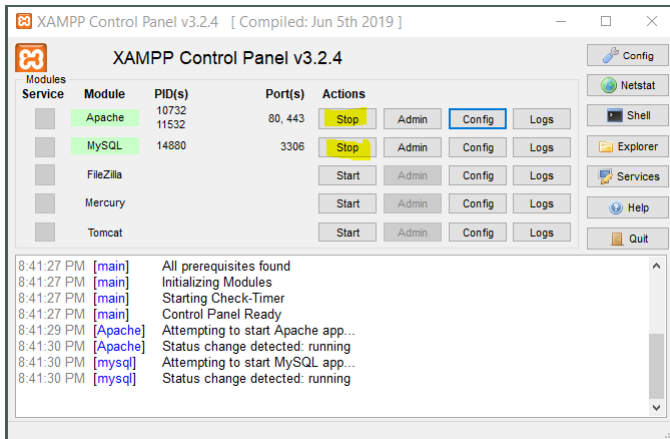 XAMPP Control Panel v3.2.4   [ Compiled: Jun 5th 2019 ]
XAMPP Control Panel v3.2.4
Config
Modules
Service Module PID(s) Port(s) Actions
Netstat
Apache 10732 11532 80, 443 Stop Admin Config Logs
Shell
MySQL 14880 3306 Stop Admin Config Logs
Explorer
FileZilla Start Admin Config Logs
Services
Mercury Start Admin Config Logs
Help
Tomcat Start Admin Config Logs
Quit
8:41:27 PM [main] All prerequisites found
8:41:27 PM [main] Initializing Modules
8:41:27 PM [main] Starting Check-Timer
8:41:27 PM [main] Control Panel Ready
8:41:29 PM [Apache] Attempting to start Apache app...
8:41:30 PM [Apache] Status change detected: running
8:41:30 PM [mysql] Attempting to start MySQL app...
8:41:30 PM [mysql] Status change detected: running